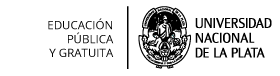 EDUCACIÓN
PÚBLICA
Y GRATUITA
UNIVERSIDAD
NACIONAL
DE LA PLATA